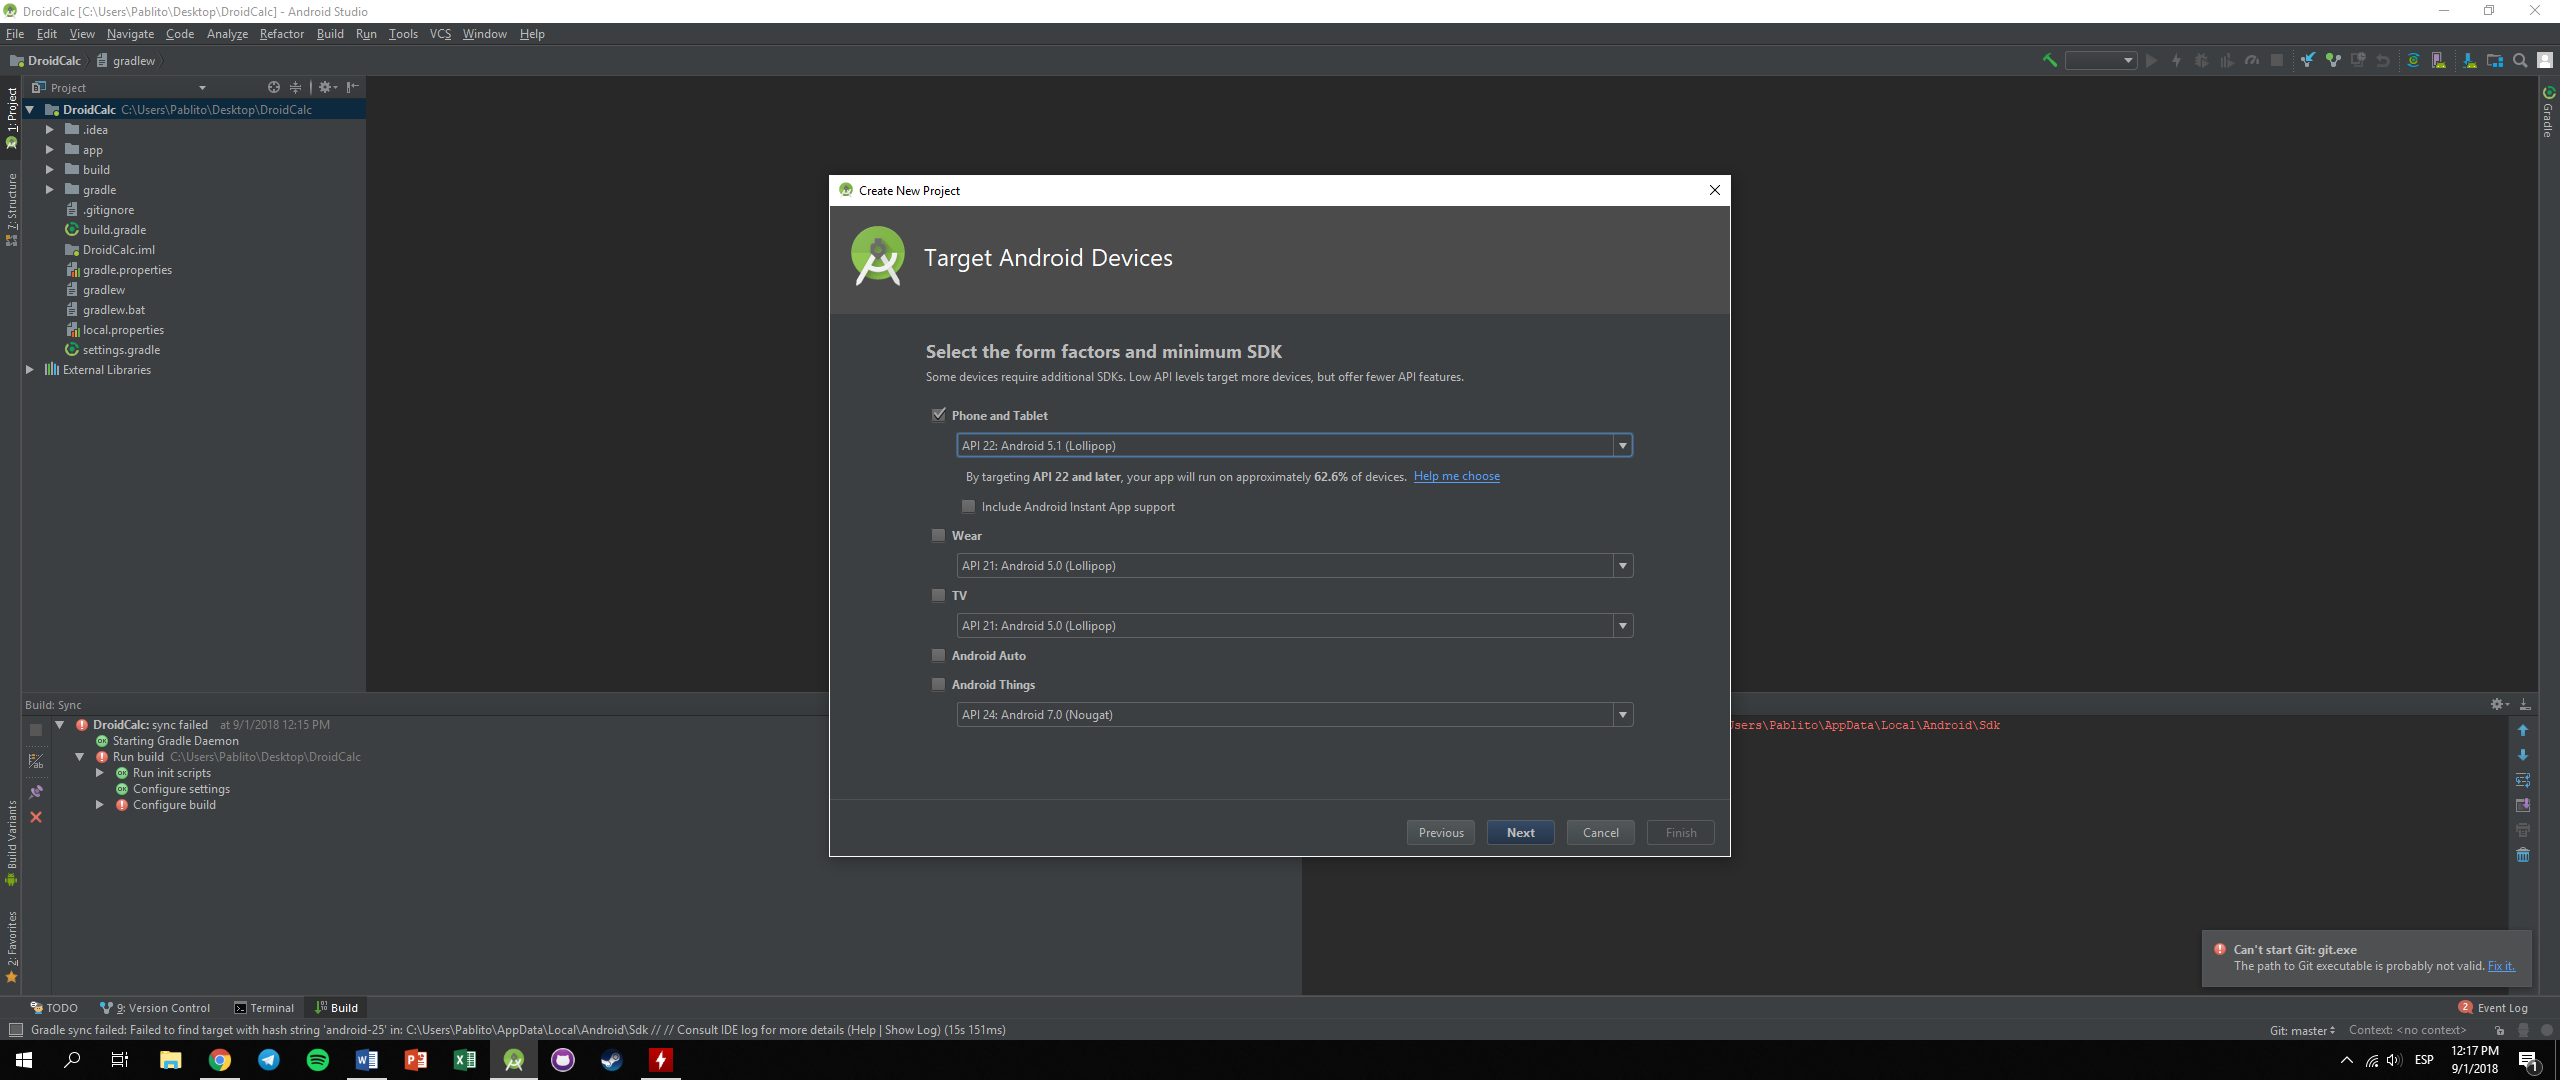 DroidCalc [C:\Users\Pablito\Desktop\DroidCalc] - Android Studio
File Edit View Navigate Code Analyze Refactor Build Run Tools VCS Window Help
DroidCalc gradlew
Project
1: Project
DroidCalc C:\Users\Pablito\Desktop\DroidCalc
.idea
app
build
gradle
.gitignore
build.gradle
DroidCalc.iml
gradle.properties
gradlew
gradlew.bat
local.properties
settings.gradle
External Libraries
7: Structure
Build Variants
2: Favorites
Gradle
Create New Project
Target Android Devices
Select the form factors and minimum SDK
Some devices require additional SDKs. Low API levels target more devices, but offer fewer API features.
Phone and Tablet
API 22: Android 5.1 (Lollipop)
By targeting API 22 and later, your app will run on approximately 62.6% of devices. Help me choose
Include Android Instant App support
Wear
API 21: Android 5.0 (Lollipop)
TV
API 21: Android 5.0 (Lollipop)
Android Auto
Android Things
API 24: Android 7.0 (Nougat)
Previous Next Cancel Finish
Build: Sync
DroidCalc: sync failed at 9/1/2018 12:15 PM
Starting Gradle Daemon
Run build C:\Users\Pablito\Desktop\DroidCalc
Run init scripts
Configure settings
Configure build
Users\Pablito\AppData\Local\Android\Sdk
Can't start Git: git.exe
The path to Git executable is probably not valid. Fix it.
TODO 9: Version Control Terminal Build
2 Event Log
Gradle sync failed: Failed to find target with hash string 'android-25' in: C:\Users\Pablito\AppData\Local\Android\Sdk // // Consult IDE log for more details (Help | Show Log) (15s 151ms)
Git: master Context: <no context>
ESP
12:17 PM
9/1/2018
1